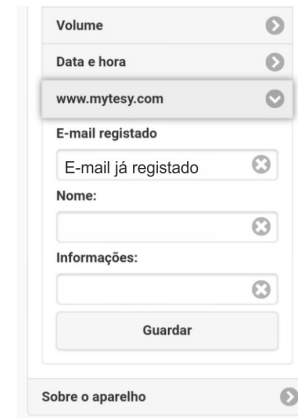 Volume
Data e hora
www.mytesy.com
E-mail registado
E-mail já registado
Nome:
Informações:
Guardar
Sobre o aparelho